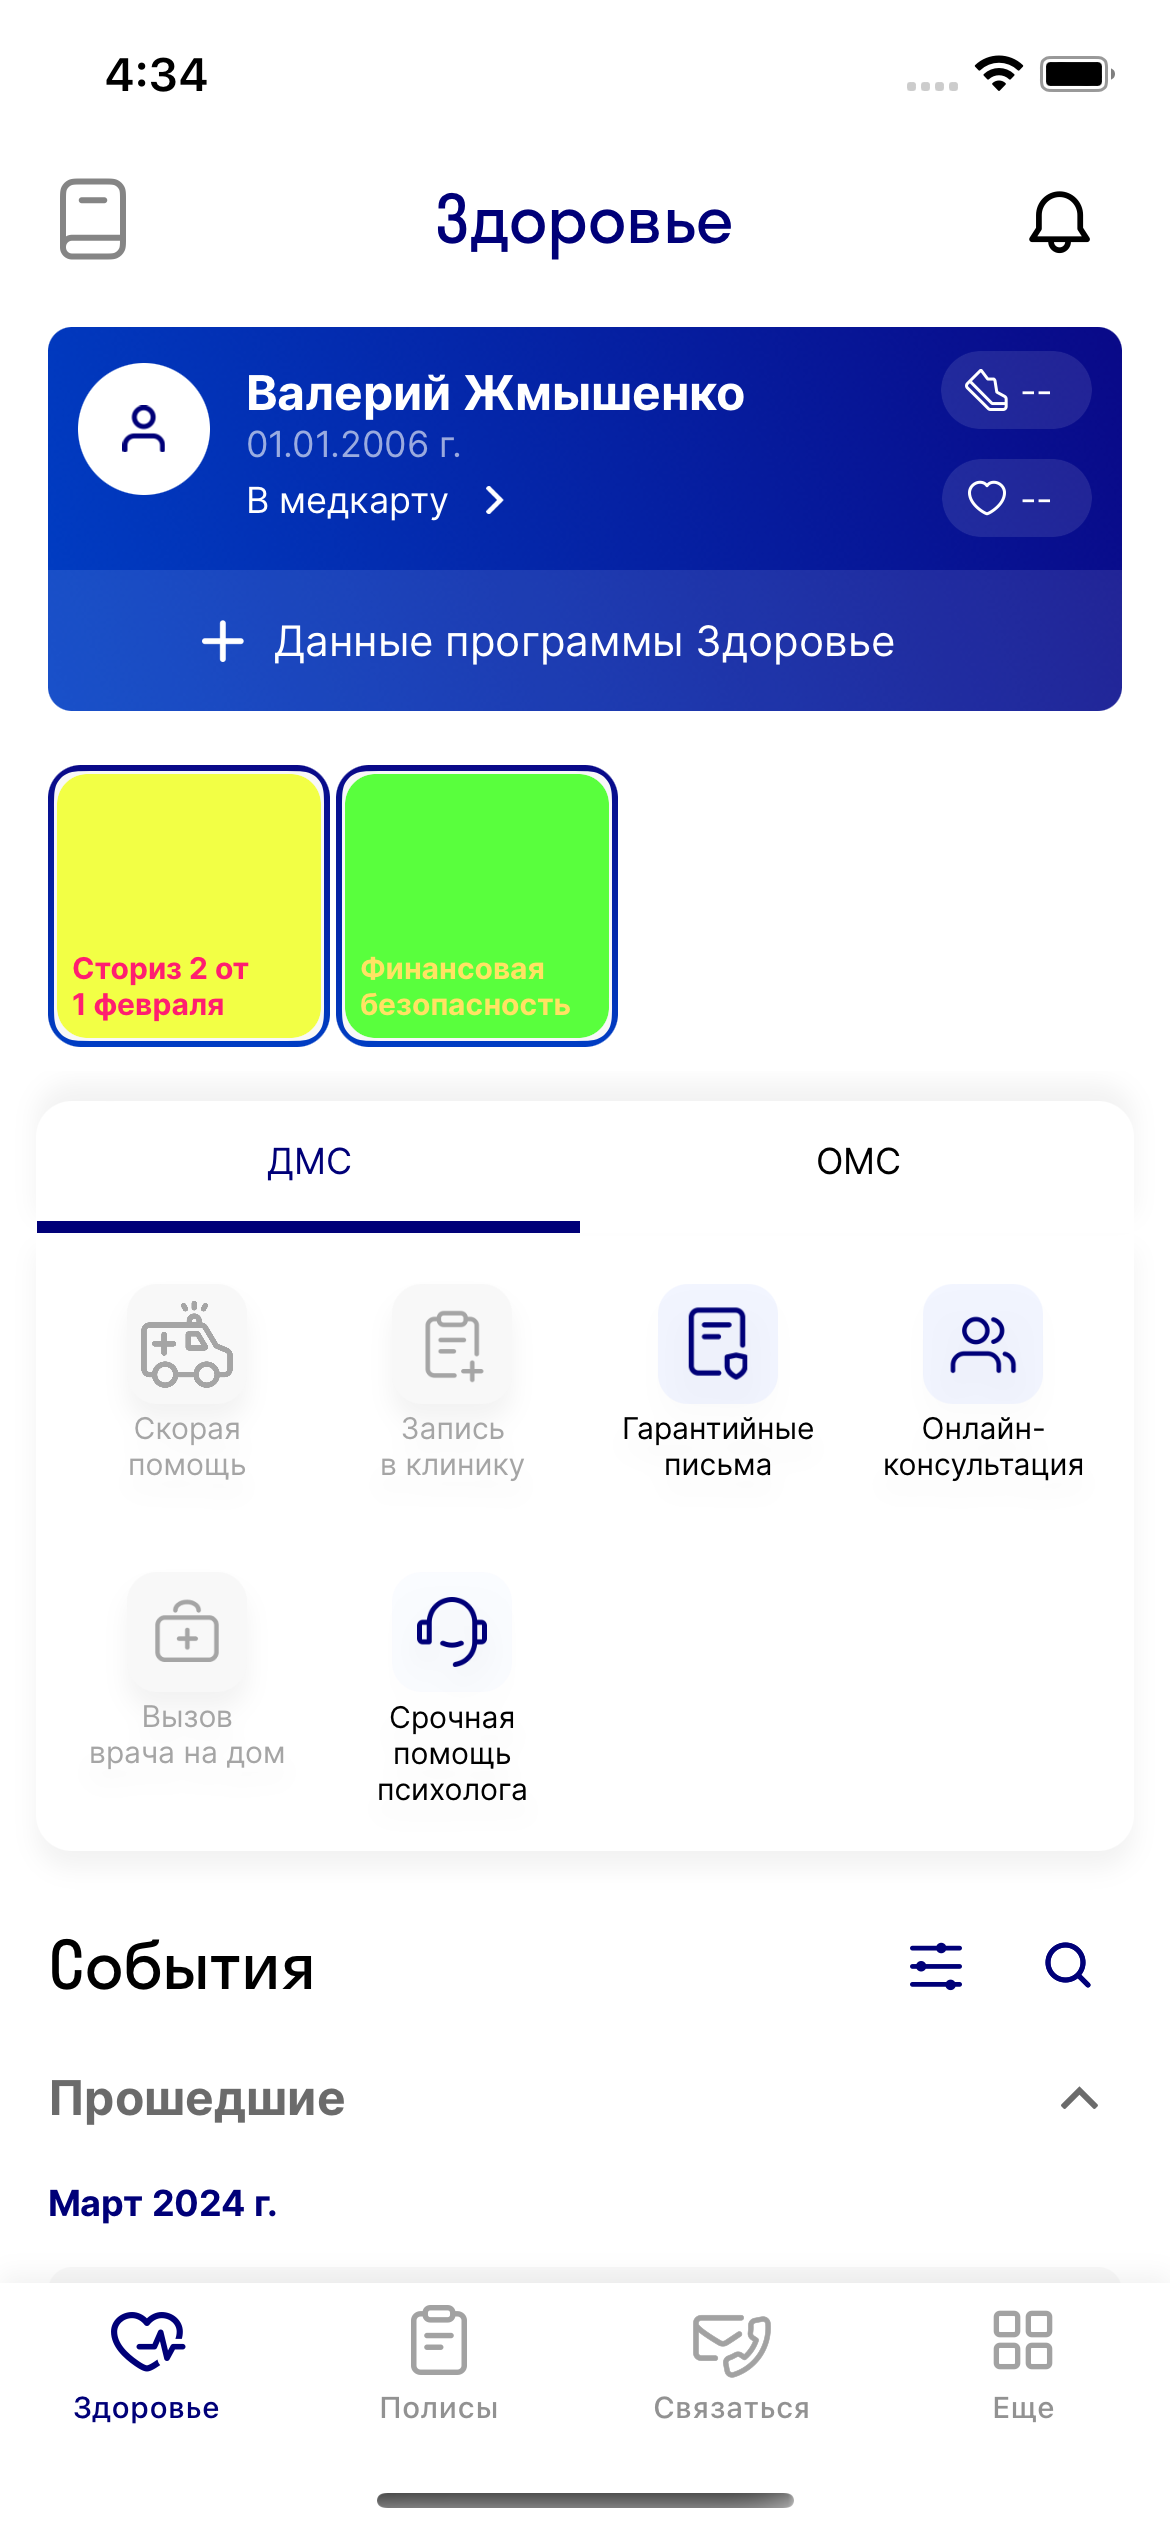 4:34
Здоровье
Валерий Жмышенко
01.01.2006 г.
В медкарту
--
--
Данные программы Здоровье
Сториз 2 от
1 февраля
Финансовая
безопасность
ДМС
ОМС
Скорая
помощь
Запись
в клинику
Гарантийные
письма
Онлайн-
консультация
Вызов
врача на дом
Срочная
помощь
психолога
События
Прошедшие
Март 2024 г.
Здоровье
Полисы
Связаться
Еще